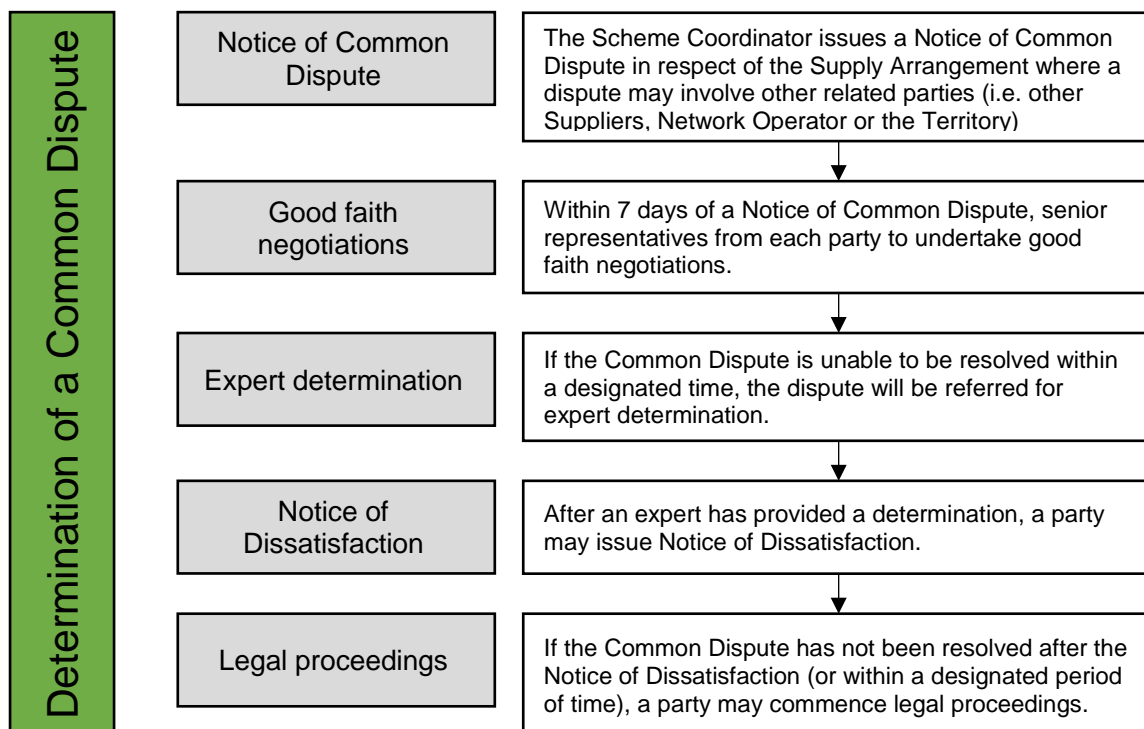 Determination of a Common Dispute
Notice of Common
Dispute
The Scheme Coordinator issues a Notice of Common
Dispute in respect of the Supply Arrangement where a
dispute may involve other related parties (i.e. other
Suppliers, Network Operator or the Territory)
Good faith
negotiations
Within 7 days of a Notice of Common Dispute, senior
representatives from each party to undertake good
faith negotiations.
Expert determination
If the Common Dispute is unable to be resolved within
a designated time, the dispute will be referred for
expert determination.
Notice of
Dissatisfaction
After an expert has provided a determination, a party
may issue Notice of Dissatisfaction.
Legal proceedings
If the Common Dispute has not been resolved after the
Notice of Dissatisfaction (or within a designated period
of time), a party may commence legal proceedings.